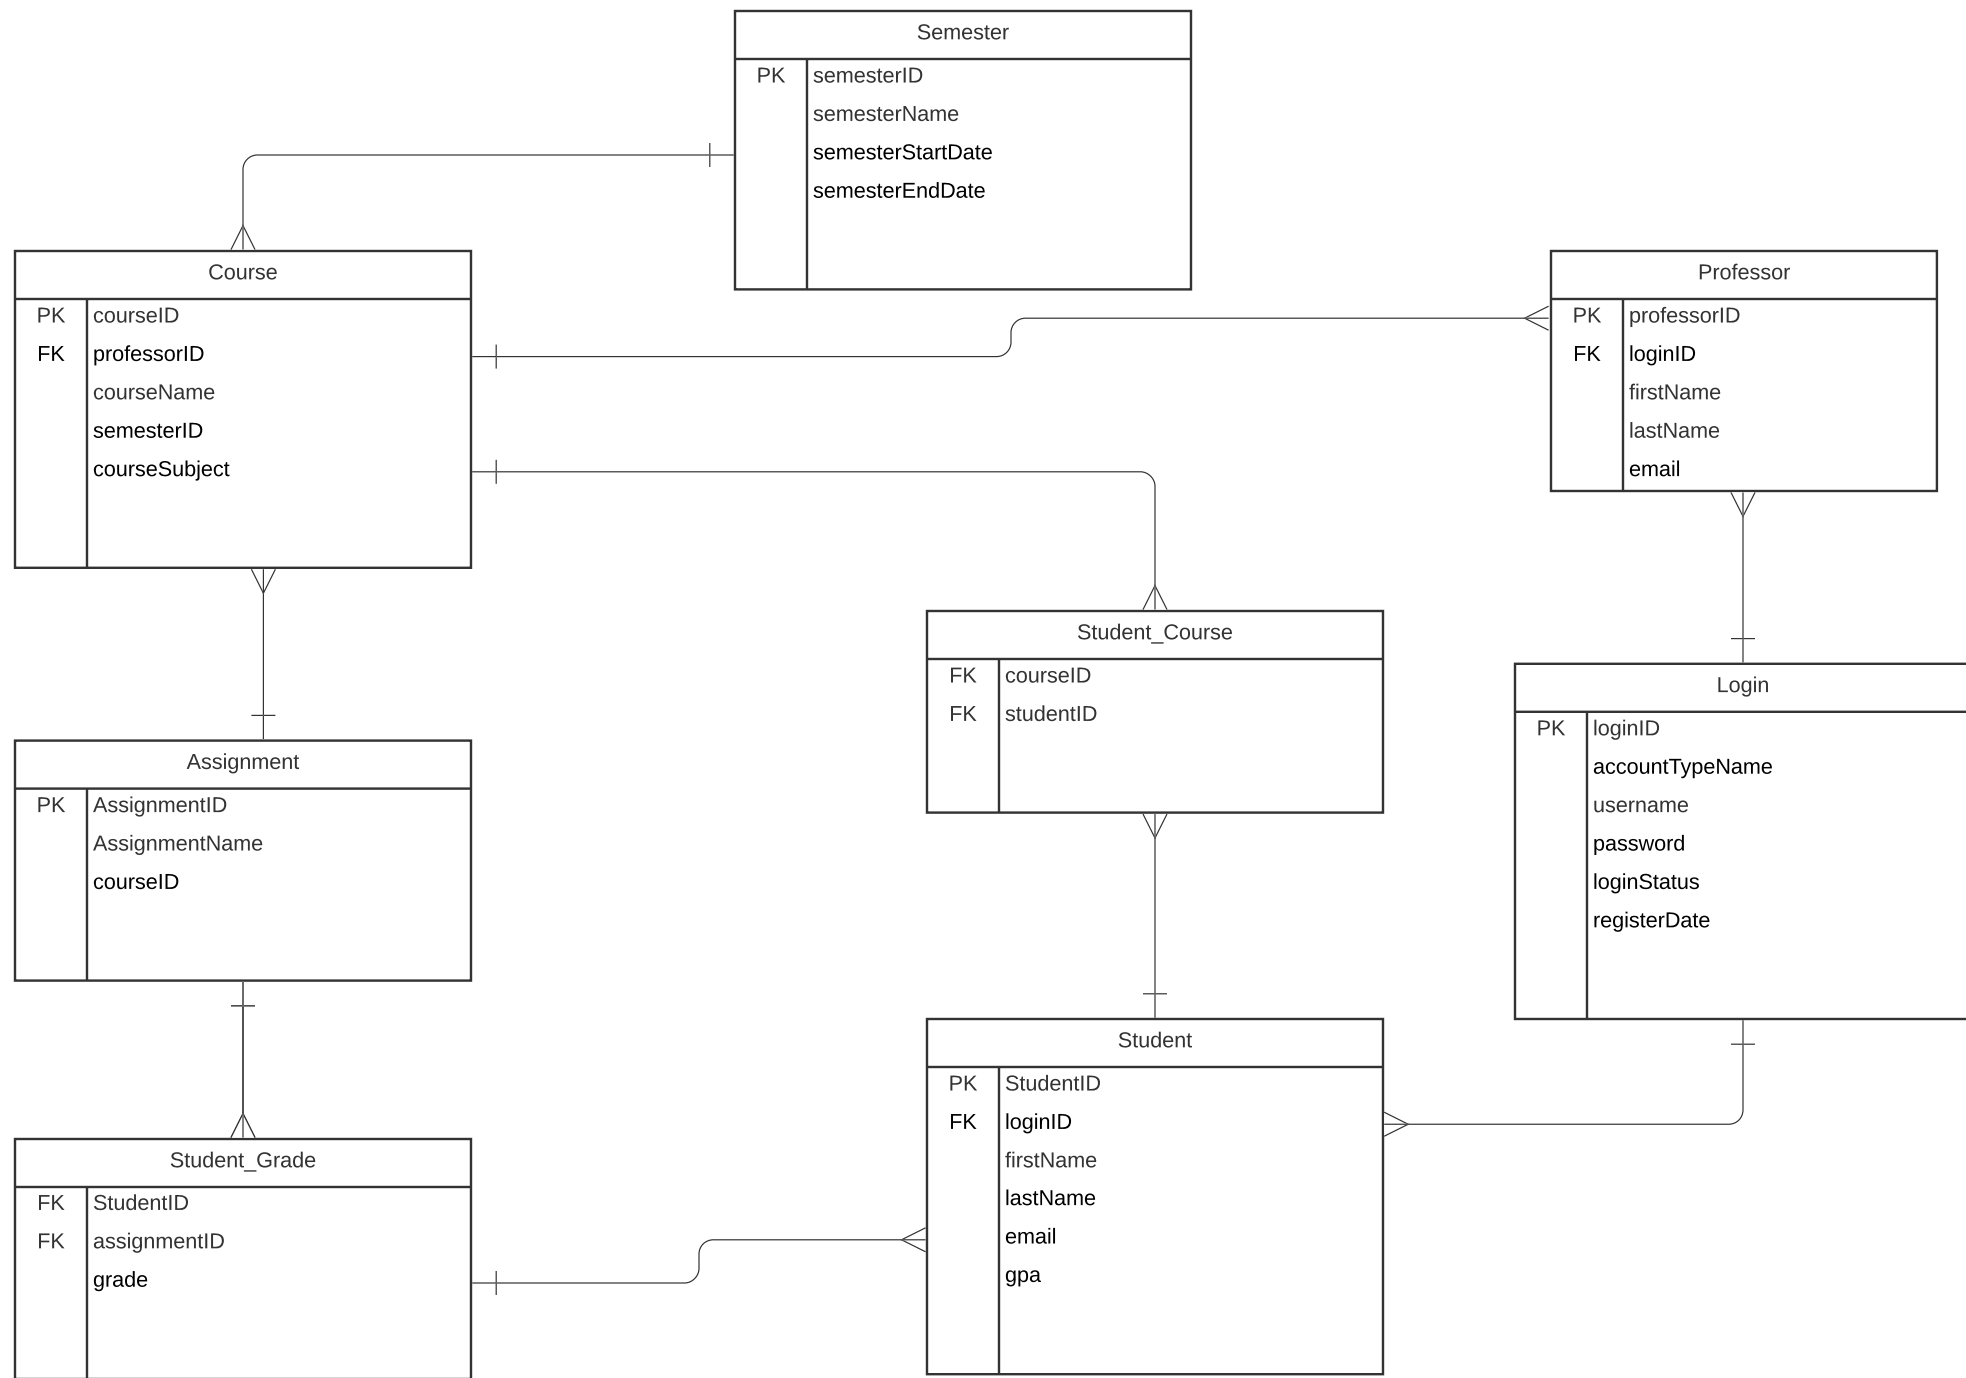 Semester
PK semesterID
semesterName
semesterStartDate
semesterEndDate
Course
PK courseID
FK professorID
courseName
semesterID
courseSubject
Professor
PK professorID
FK loginID
firstName
lastName
email
Student_Course
FK courseID
FK studentID
Login
PK loginID
accountTypeName
username
password
loginStatus
registerDate
Assignment
PK AssignmentID
AssignmentName
courseID
Student
PK StudentID
FK loginID
firstName
lastName
email
gpa
Student_Grade
FK StudentID
FK assignmentID
grade